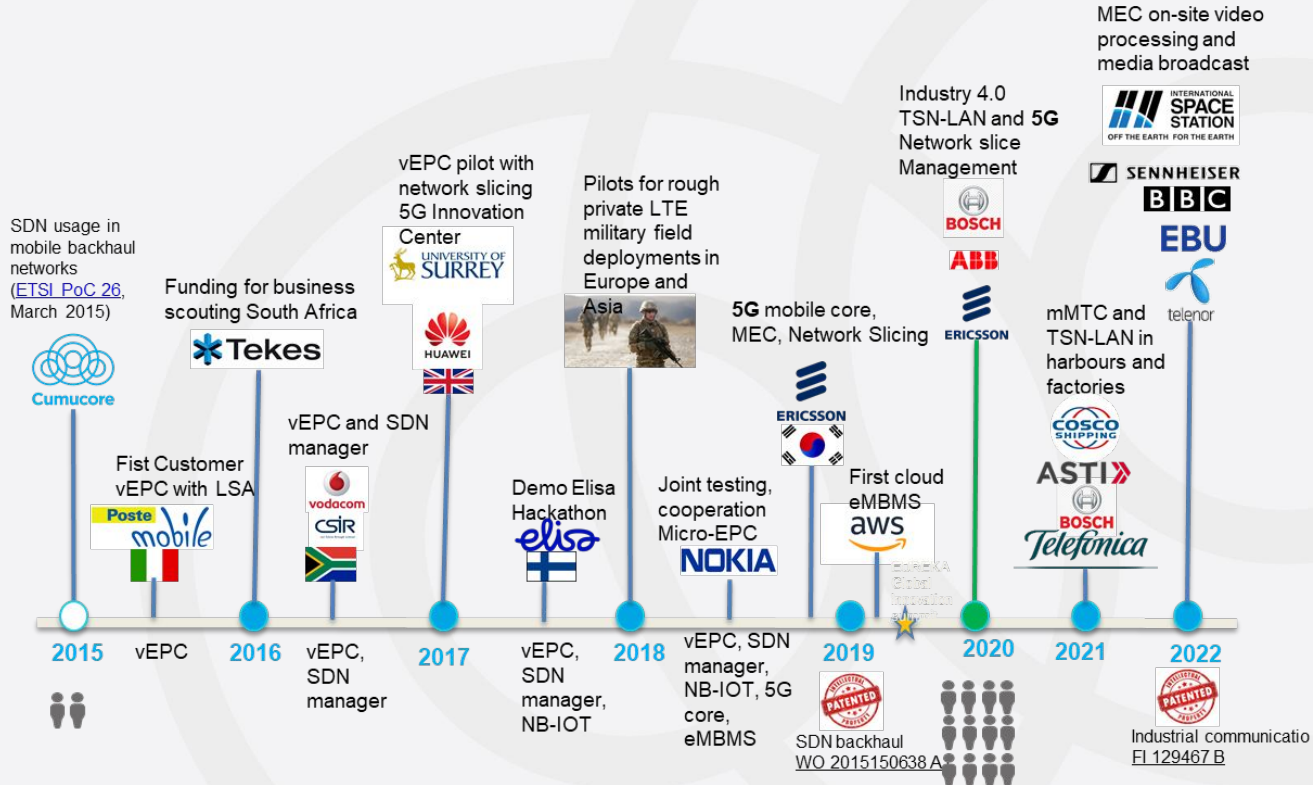 SDN usage in
mobile backhaul
networks
(ETSI PoC 26,
March 2015)
Cumucore
Fist Customer
vEPC with LSA
Poste
mobile
Funding for business
scouting South Africa
Tekes
vEPC and SDN
manager
vodacom
CSIR
vEPC pilot with
network slicing
5G Innovation
Center
UNIVERSITY OF
SURREY
HUAWEI
Demo Elisa
Hackathon
elisa
Pilots for rough
private LTE
military field
deployments in
Europe and
Asia
Joint testing,
cooperation
Micro-EPC
NOKIA
5G mobile core,
MEC, Network Slicing
ERICSSON
First cloud
eMBMS
aws
EUREKA
Global
innovation
Industry 4.0
TSN-LAN and 5G
Network slice
Management
BOSCH
ABB
ERICSSON
mMTC and
TSN-LAN in
harbours and
factories
COSCO
SHIPPING
ASTI
BOSCH
Telefónica
MEC on-site video
processing and
media broadcast
INTERNATIONAL
SPACE
STATION
OFF THE EARTH FOR THE EARTH
SENNHEISER
BBC
EBU
telenor
2015
vEPC
2016
vEPC,
SDN
manager
2017
vEPC,
SDN
manager,
NB-IOT
2018
vEPC, SDN
manager,
NB-IOT, 5G
core,
eMBMS
2019
INTELLECTUAL
PATENTED
PROPERTY
SDN backhaul
WO 2015150638 A
2020
2021
2022
INTELLECTUAL
PATENTED
PROPERTY
Industrial communicatio
FI 129467 B